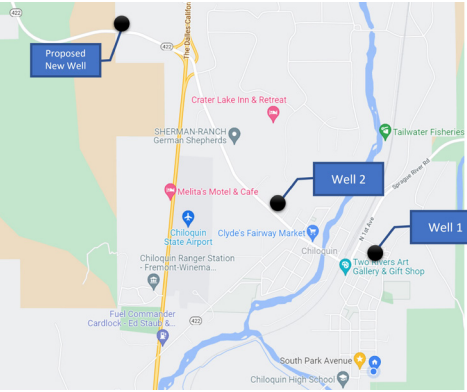 422
Proposed
New Well
422
The Dalles Califor
Crater Lake Inn & Retreat
SHERMAN-RANCH
German Shepherds
Tailwater Fisheries
Sprague River Rd
Well 2
Melita's Motel & Cafe
N 1st Ave
Chiloquin
State Airport
Clyde's Fairway Market
Well 1
Chiloquin
Chiloquin Ranger Station
- Fremont-Winema...
Two Rivers Art
Gallery & Gift Shop
Fuel Commander
Cardlock - Ed Staub &...
422
South Park Avenue
Chiloquin High School